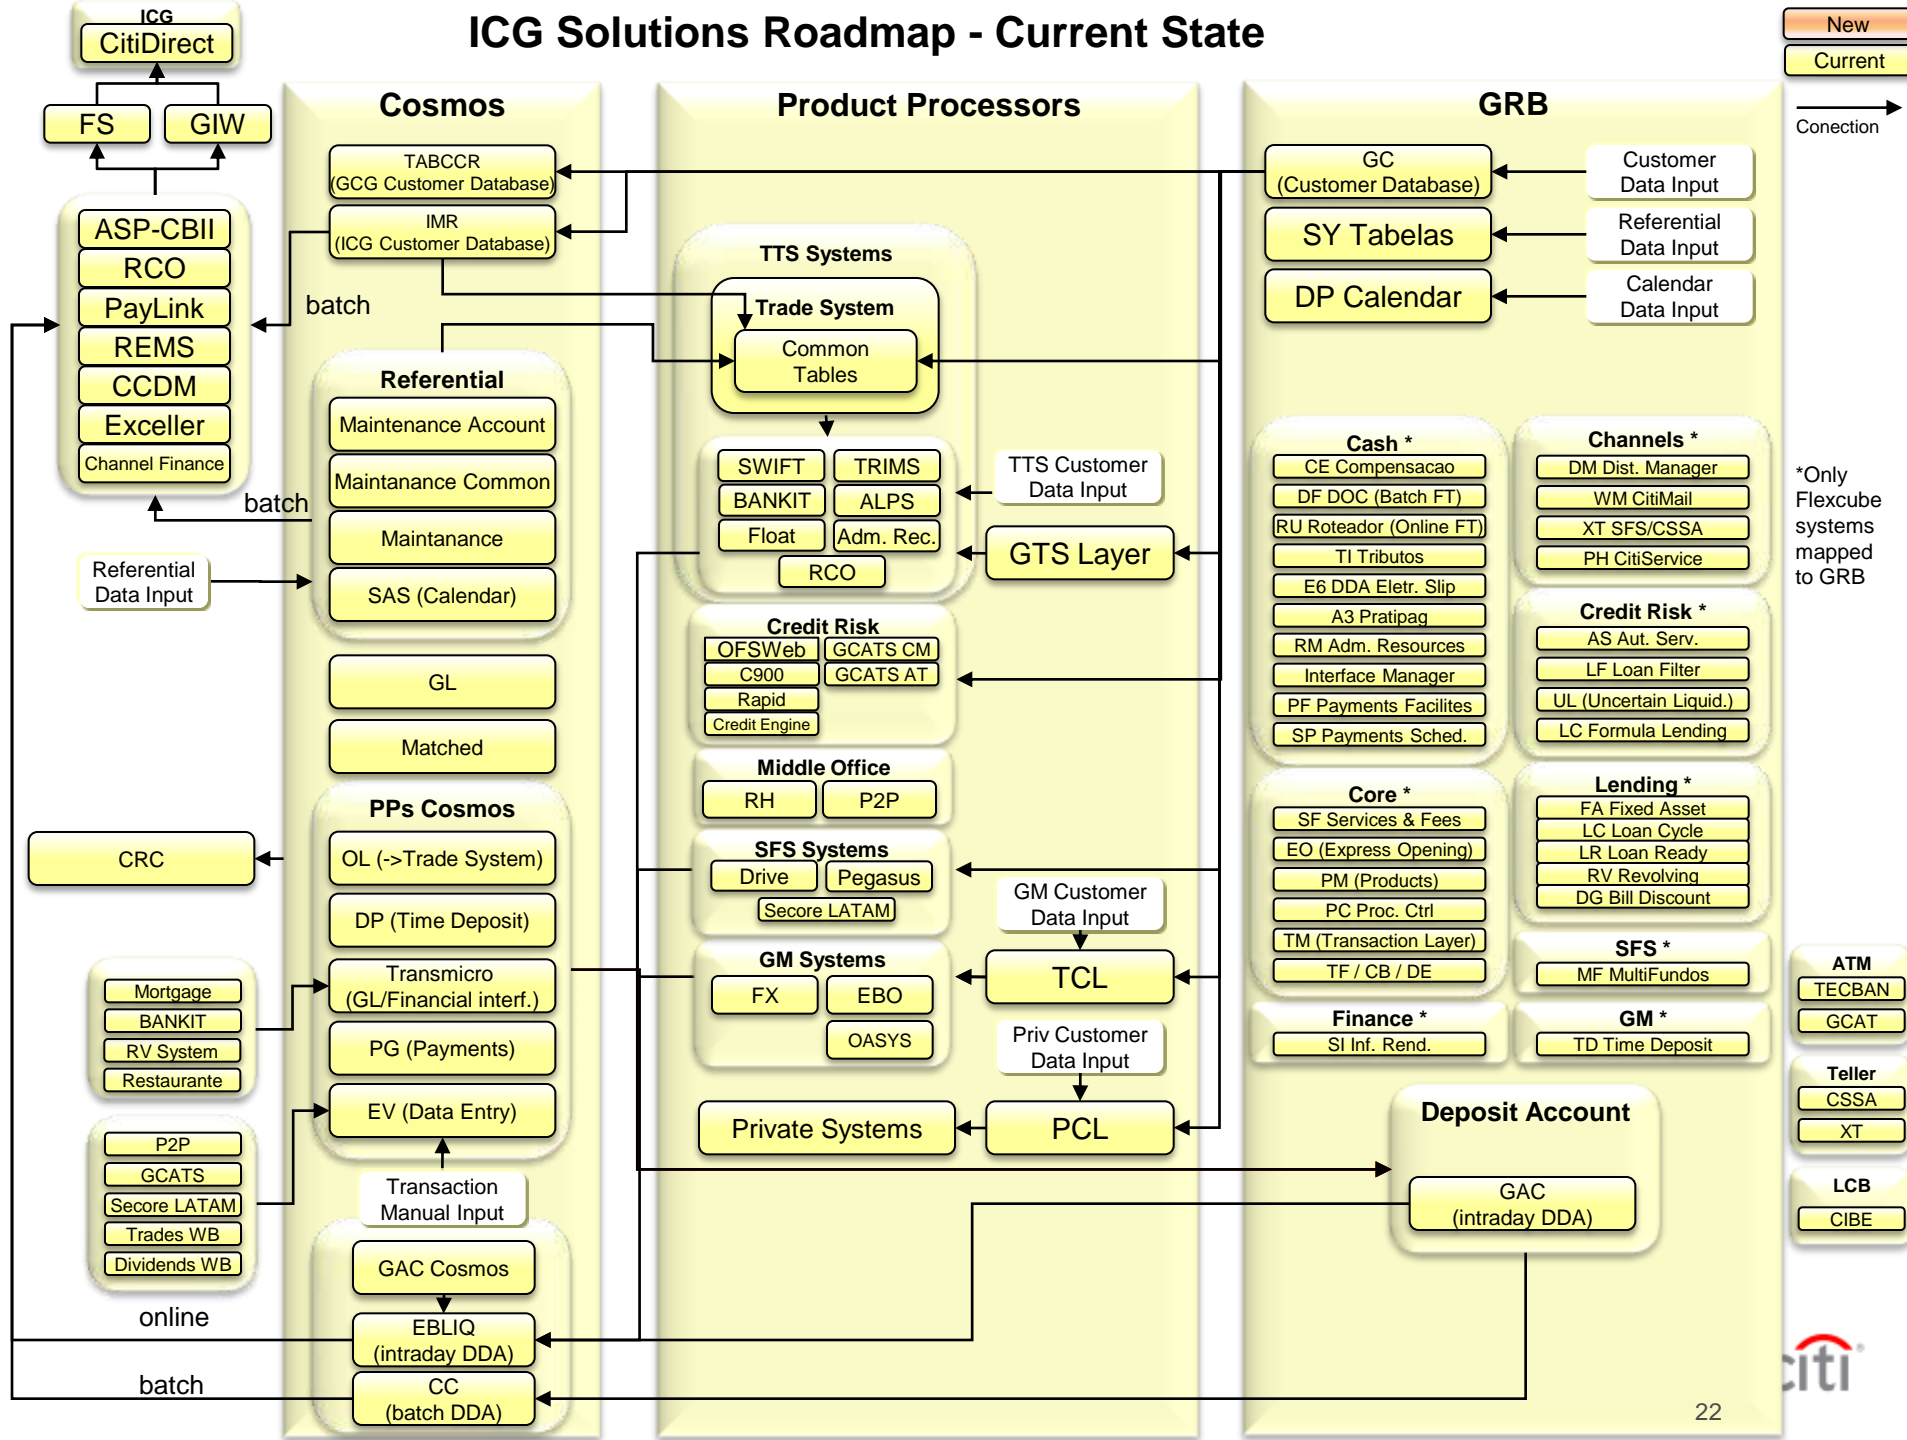 ICG Solutions Roadmap - Current State
New
Current
Conection
*Only
Flexcube
systems
mapped
to GRB
ICG
CitiDirect
FS
GIW
ASP-CBII
RCO
PayLink
REMS
CCDM
Exceller
Channel Finance
batch
batch
Referential
Data Input
CRC
Mortgage
BANKIT
RV System
Restaurante
P2P
GCATS
Secore LATAM
Trades WB
Dividends WB
online
batch
Cosmos
TABCCR
(GCG Customer Database)
IMR
(ICG Customer Database)
Referential
Maintenance Account
Maintanance Common
Maintanance
SAS (Calendar)
GL
Matched
PPs Cosmos
OL (->Trade System)
DP (Time Deposit)
Transmicro
(GL/Financial interf.)
PG (Payments)
EV (Data Entry)
Transaction
Manual Input
GAC Cosmos
EBLIQ
(intraday DDA)
CC
(batch DDA)
Product Processors
TTS Systems
Trade System
Common
Tables
SWIFT
TRIMS
BANKIT
ALPS
Float
Adm. Rec.
RCO
TTS Customer
Data Input
GTS Layer
Credit Risk
OFSWeb
GCATS CM
C900
GCATS AT
Rapid
Credit Engine
Middle Office
RH
P2P
SFS Systems
Drive
Pegasus
Secore LATAM
GM Customer
Data Input
GM Systems
FX
EBO
OASYS
TCL
Priv Customer
Data Input
Private Systems
PCL
GRB
GC
(Customer Database)
Customer
Data Input
SY Tabelas
Referential
Data Input
DP Calendar
Calendar
Data Input
Cash *
CE Compensacao
DF DOC (Batch FT)
RU Roteador (Online FT)
TI Tributos
E6 DDA Eletr. Slip
A3 Pratipag
RM Adm. Resources
Interface Manager
PF Payments Facilites
SP Payments Sched.
Channels *
DM Dist. Manager
WM CitiMail
XT SFS/CSSA
PH CitiService
Credit Risk *
AS Aut. Serv.
LF Loan Filter
UL (Uncertain Liquid.)
LC Formula Lending
Core *
SF Services & Fees
EO (Express Opening)
PM (Products)
PC Proc. Ctrl
TM (Transaction Layer)
TF / CB / DE
Lending *
FA Fixed Asset
LC Loan Cycle
LR Loan Ready
RV Revolving
DG Bill Discount
SFS *
MF MultiFundos
Finance *
SI Inf. Rend.
GM *
TD Time Deposit
Deposit Account
GAC
(intraday DDA)
ATM
TECBAN
GCAT
Teller
CSSA
XT
LCB
CIBE
citi
22